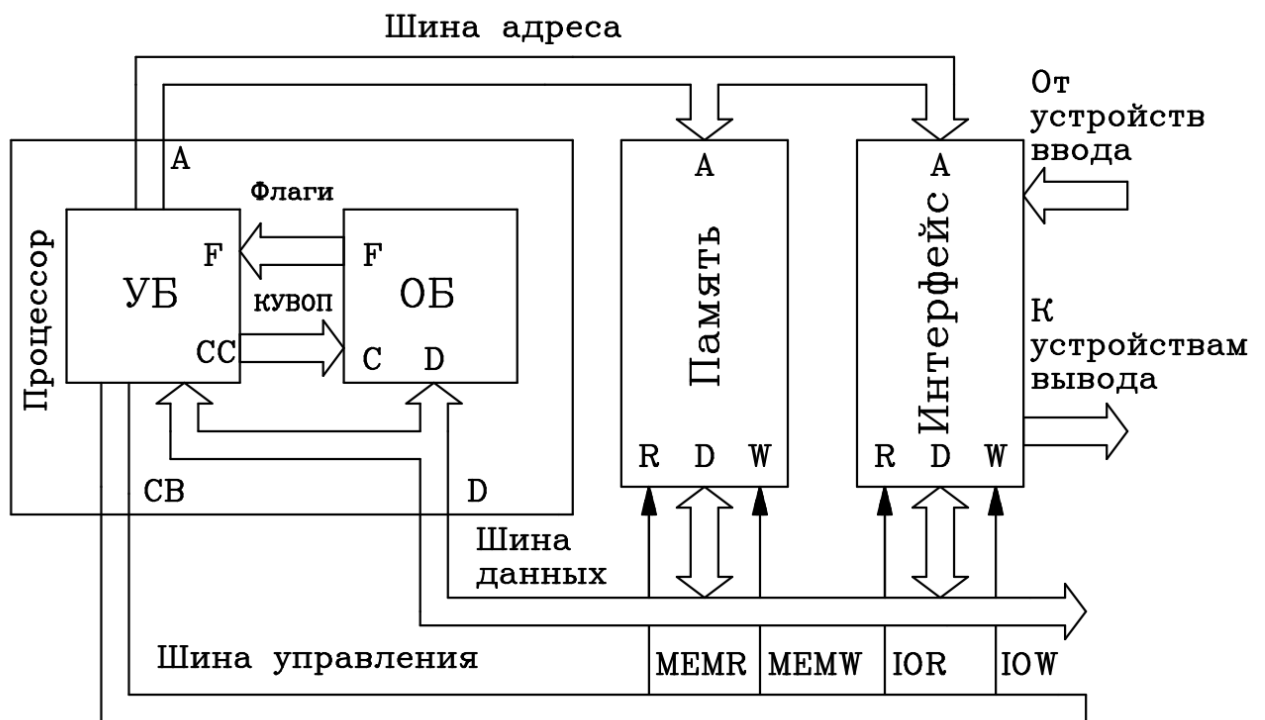 Шина адреса
От
устройств
ввода
A
A
A
Флаги
Процессор
F
F
УБ
ОБ
КУВОП
CC
C
D
Память
Интерфейс
К
устройствам
вывода
R D W
R D W
CB
D
Шина
данных
Шина управления
MEMR
MEMW
IOR
IOW